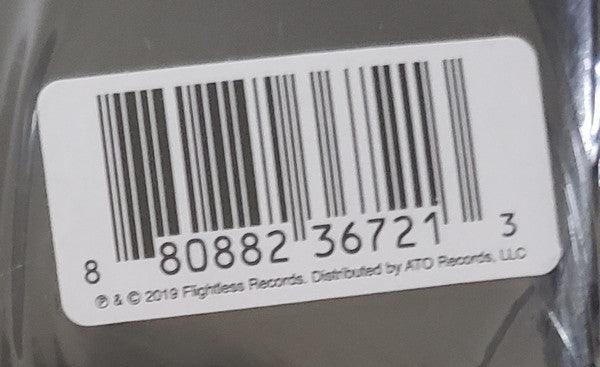 8 80882 36721 3
℗ & © 2019 Flightless Records. Distributed by ATO Records, LLC